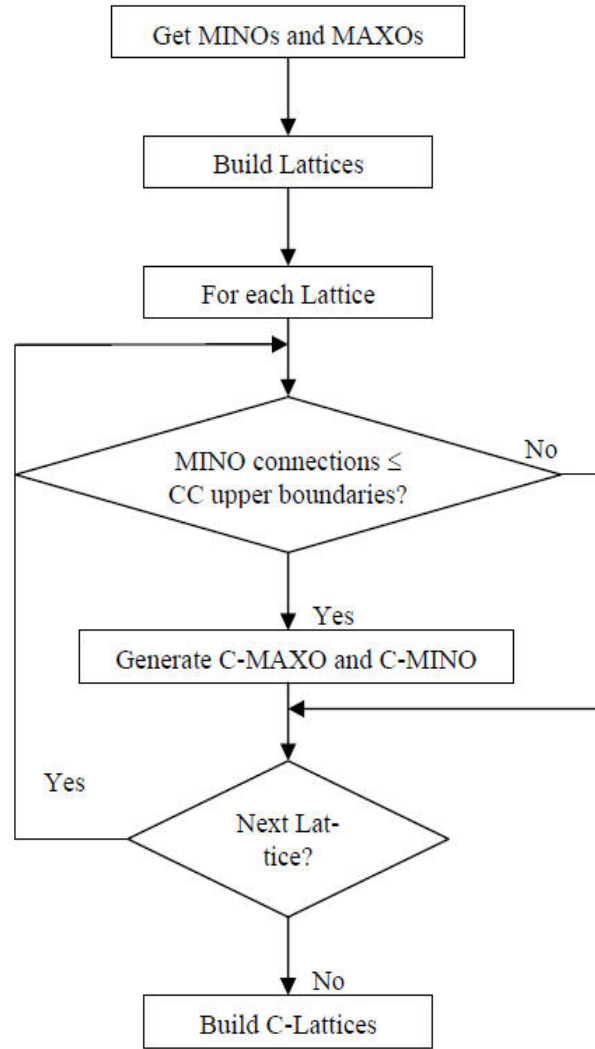 Get MINOs and MAXOs
Build Lattices
For each Lattice
MINO connections ≤
CC upper boundaries?
No
Yes
Generate C-MAXO and C-MINO
Yes
Next Lat-
tice?
No
Build C-Lattices